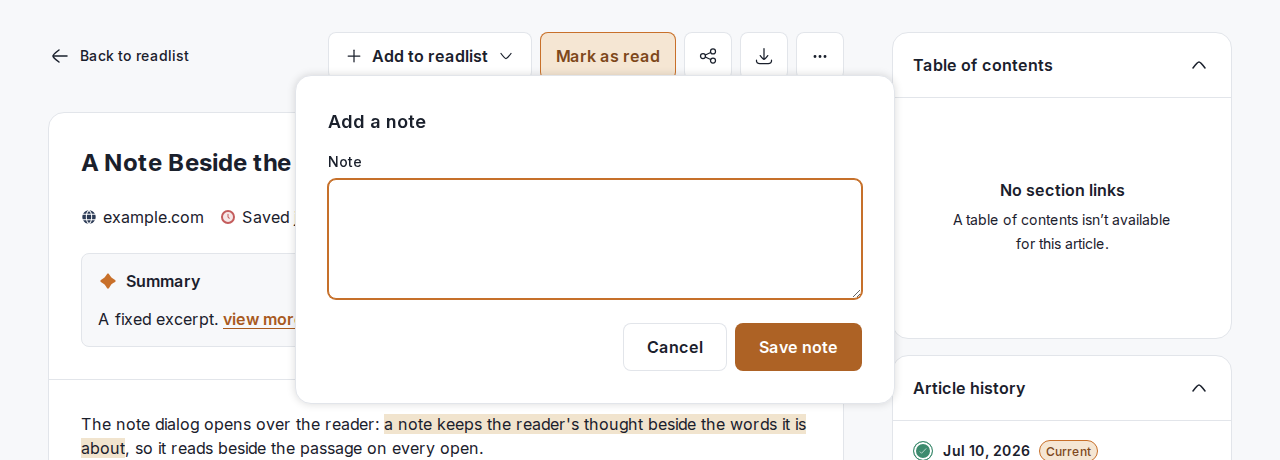 Back to readlist
Add to readlist
Mark as read
Table of contents
Add a note
A Note Beside the
Note
No section links
example.com
Saved
A table of contents isn’t available
for this article.
Summary
A fixed excerpt. view more
Cancel
Save note
Article history
The note dialog opens over the reader: a note keeps the reader's thought beside the words it is
about, so it reads beside the passage on every open.
Jul 10, 2026
Current